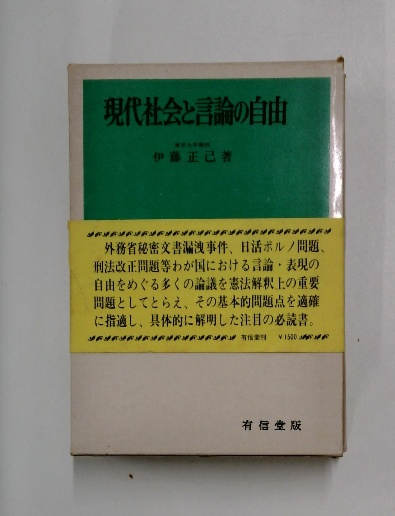 現代社会と言論の自由
東京大学教授
伊藤正己著
外務省秘密文書漏洩事件、日活ポルノ問題、
刑法改正問題等わが国における言論・表現の
自由をめぐる多くの論議を憲法解釈上の重要
問題としてとらえ、その基本的問題点を適確
に指摘し、具体的に解明した注目の必読書。
有信堂刊 ¥1500
有信堂版